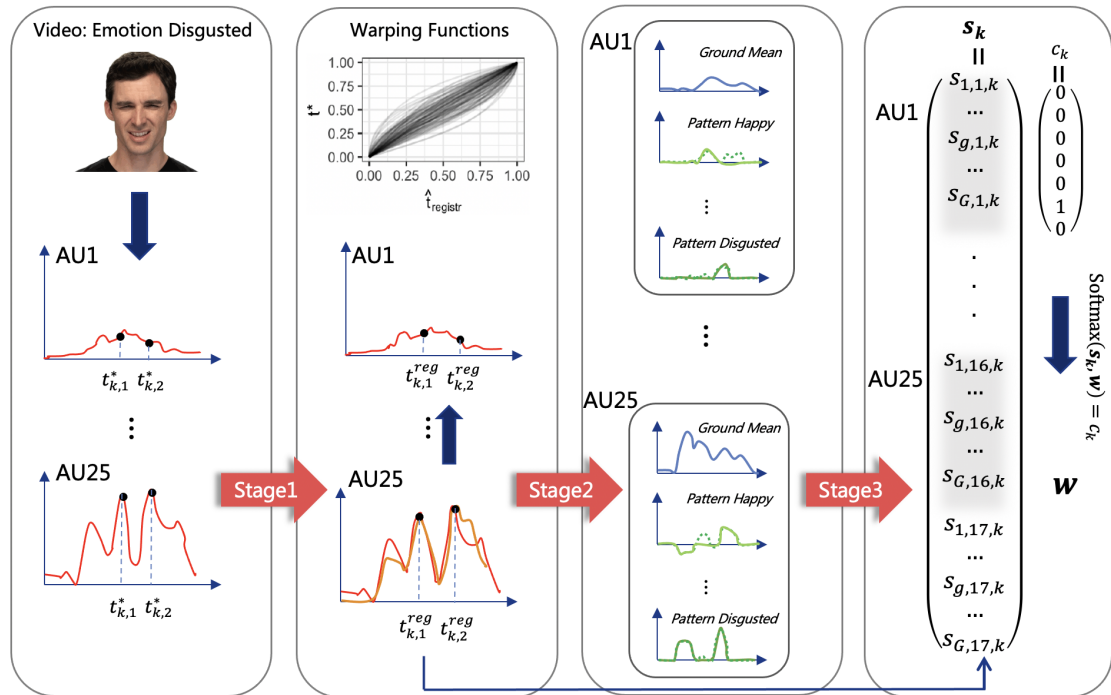 Video: Emotion Disgusted
AU1
t*k,1 t*k,2
AU25
t*k,1 t*k,2
Stage1
Warping Functions
t*
1.00
0.75
0.50
0.25
0.00
0.00 0.25 0.50 0.75 1.00
t̂registr
AU1
t^reg k,1 t^reg k,2
AU25
t^reg k,1 t^reg k,2
Stage2
AU1
Ground Mean
Pattern Happy
...
Pattern Disgusted
AU25
Ground Mean
Pattern Happy
...
Pattern Disgusted
Stage3
sk
=
AU1
s1,1,k
...
sg,1,k
...
sG,1,k
.
.
.
AU25
s1,16,k
...
sg,16,k
...
sG,16,k
s1,17,k
...
sg,17,k
...
sG,17,k
ck
=
0
0
0
0
0
1
0
Softmax(sk, w) = ck
w